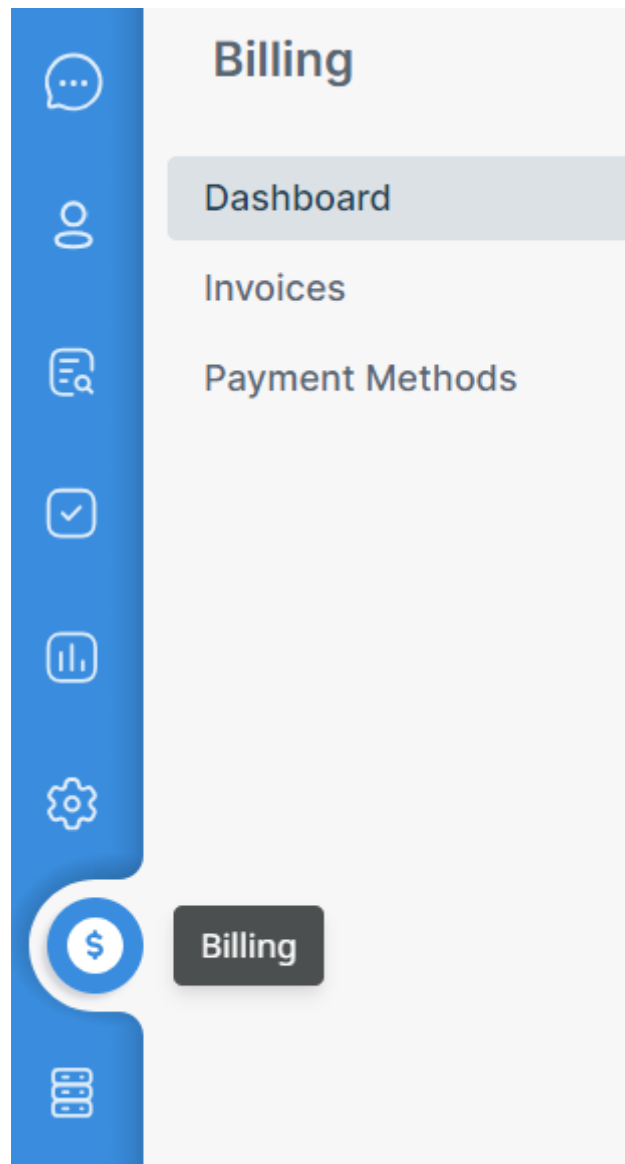 Billing
Dashboard
Invoices
Payment Methods
$
Billing